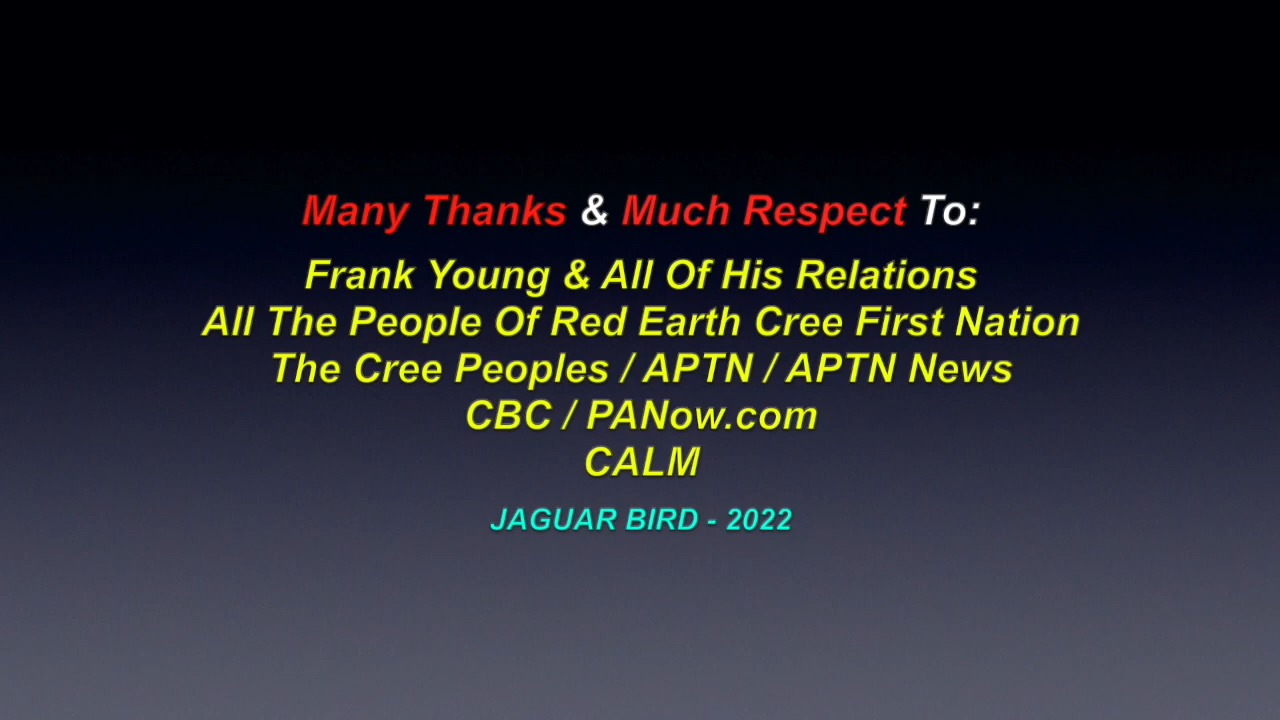 Many Thanks & Much Respect To:
Frank Young & All Of His Relations
All The People Of Red Earth Cree First Nation
The Cree Peoples / APTN / APTN News
CBC / PANow.com
CALM
JAGUAR BIRD - 2022